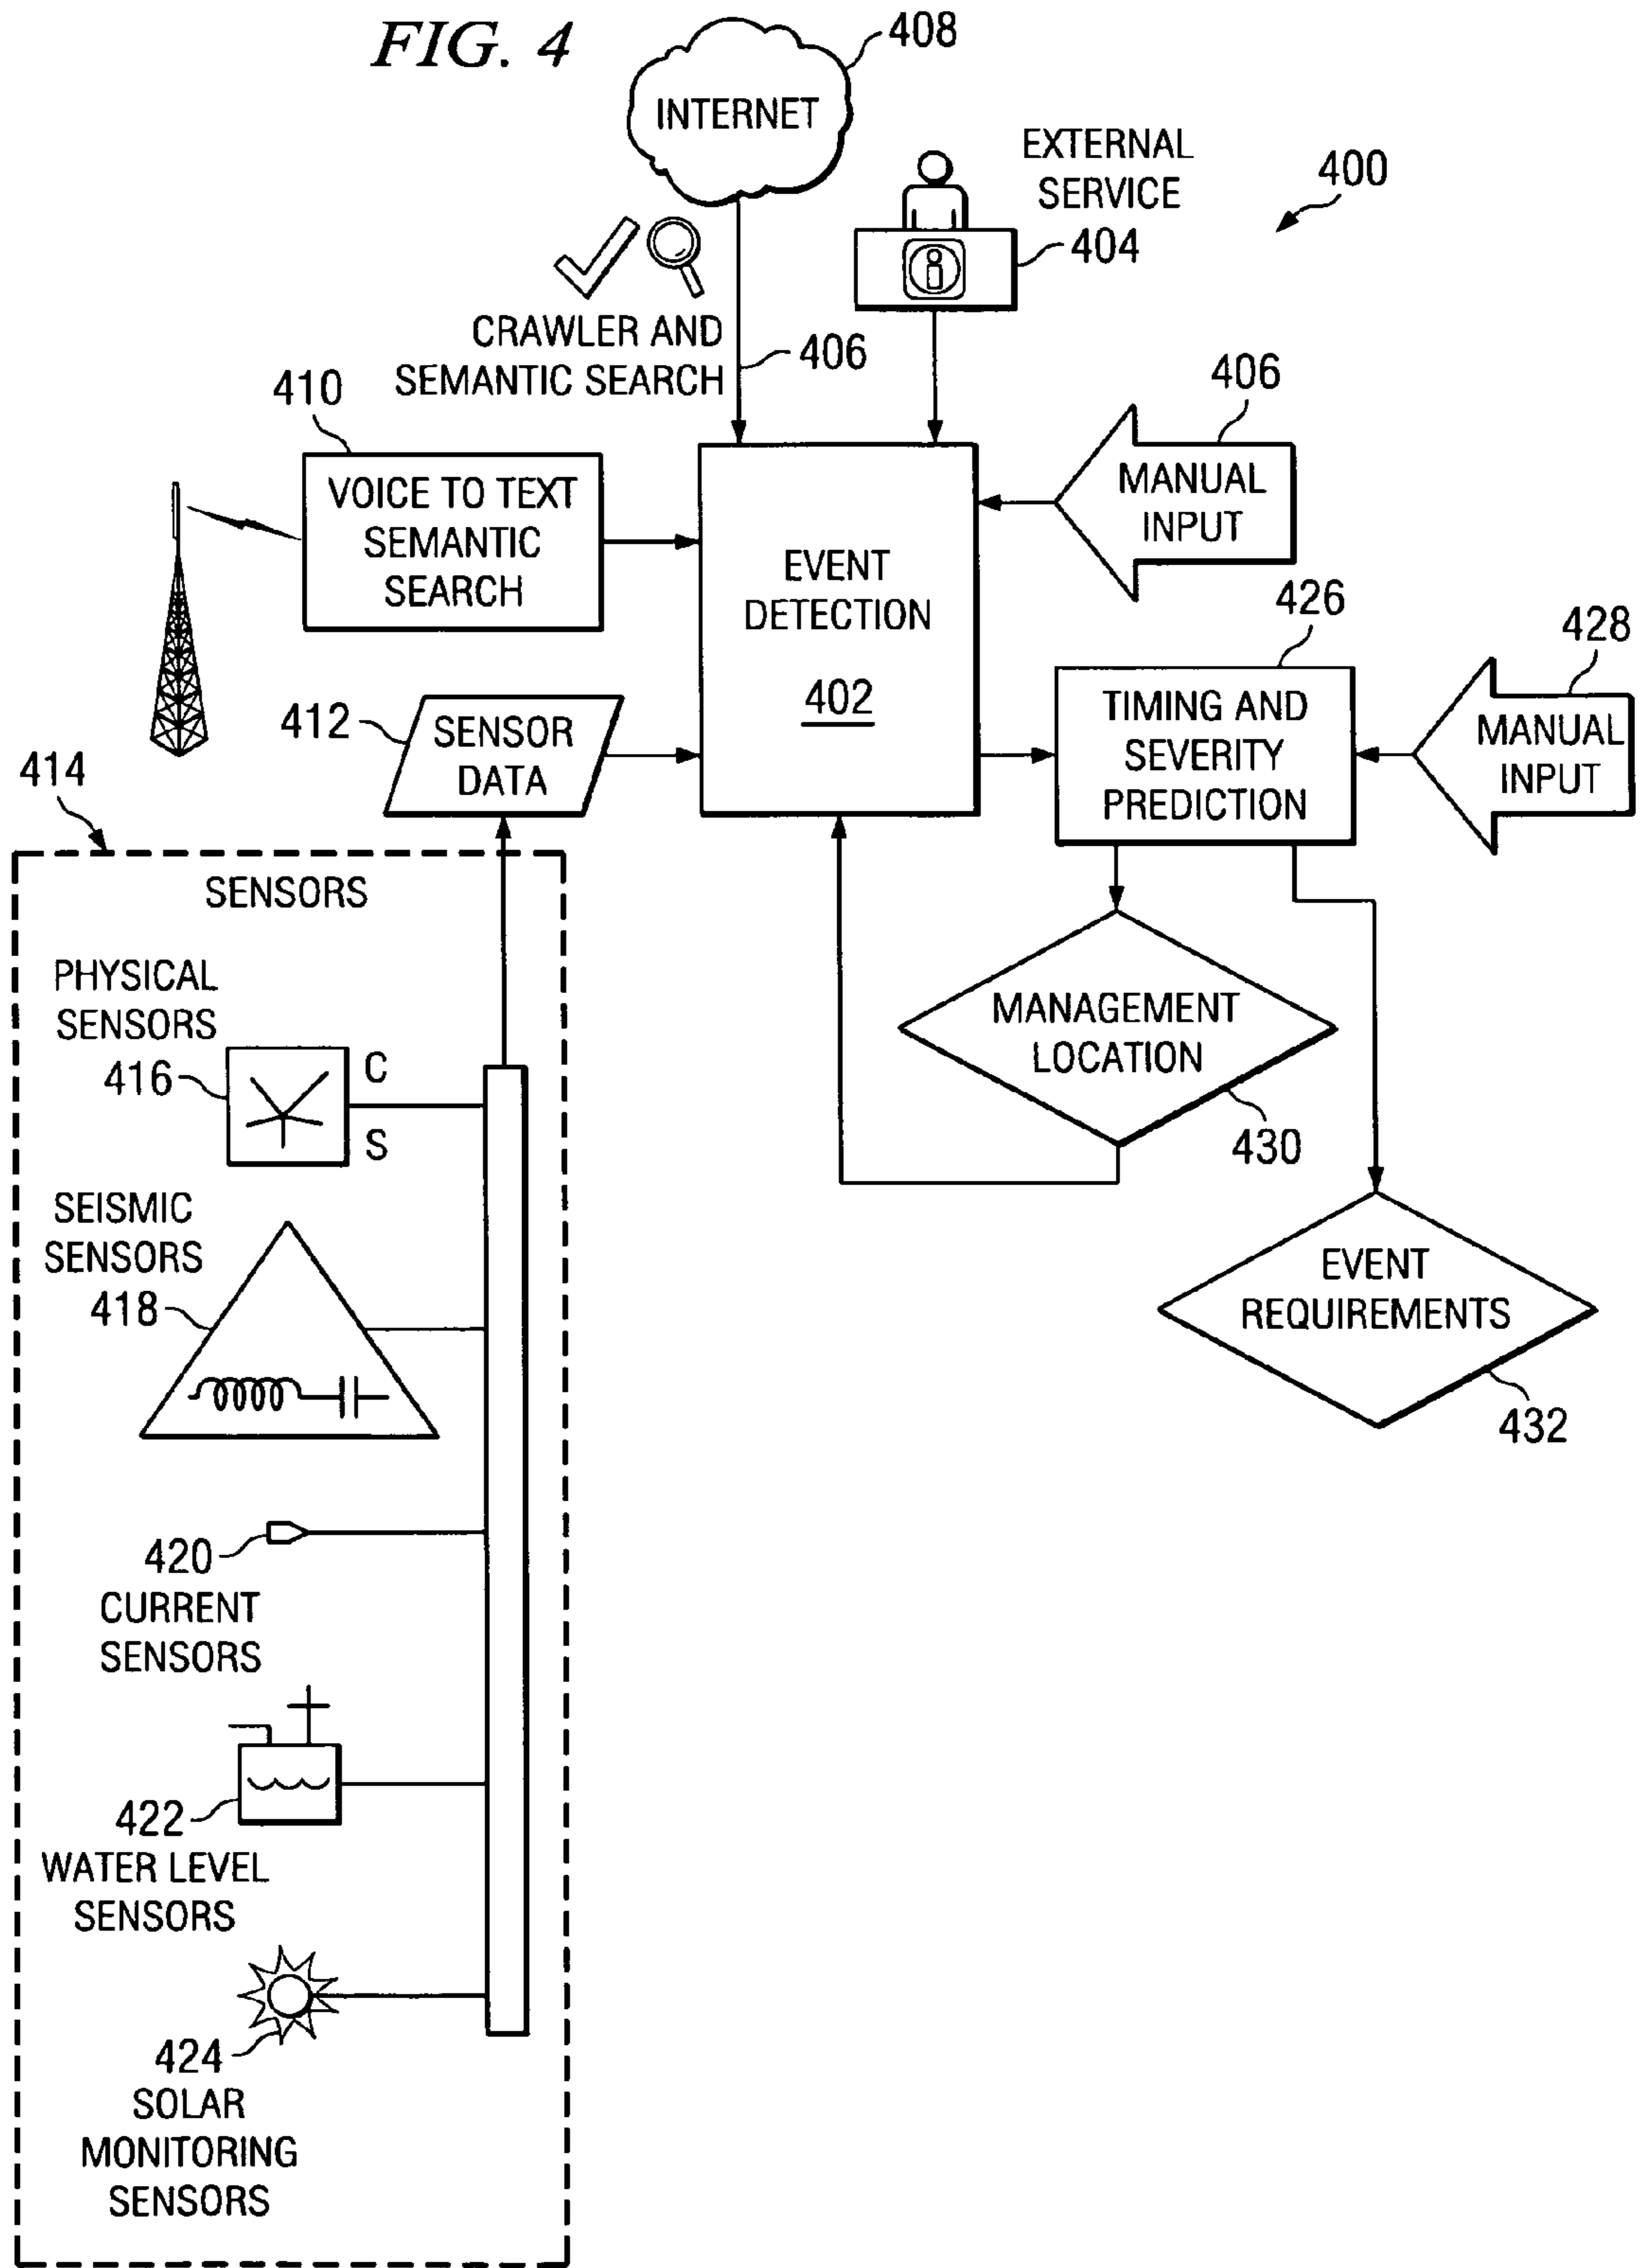 FIG. 4
408
INTERNET
EXTERNAL
SERVICE
404
400
i
CRAWLER AND
SEMANTIC SEARCH
406
410
VOICE TO TEXT
SEMANTIC
SEARCH
406
MANUAL
INPUT
EVENT
DETECTION
402
426
428
412
SENSOR
DATA
TIMING AND
SEVERITY
PREDICTION
MANUAL
INPUT
414
SENSORS
PHYSICAL
SENSORS
416
C
S
MANAGEMENT
LOCATION
430
SEISMIC
SENSORS
418
EVENT
REQUIREMENTS
432
420
CURRENT
SENSORS
422
WATER LEVEL
SENSORS
424
SOLAR
MONITORING
SENSORS